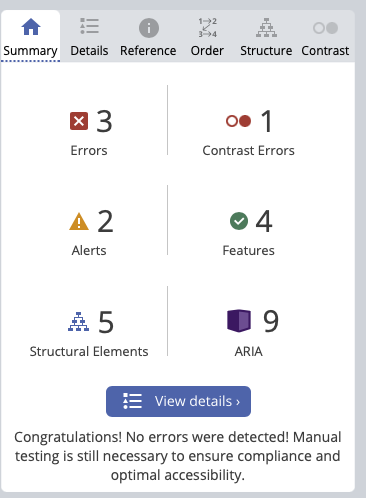 1→2
3→4
Summary Details Reference Order Structure Contrast
3 1
Errors Contrast Errors
2 4
Alerts Features
5 9
Structural Elements ARIA
View details ›
Congratulations! No errors were detected! Manual
testing is still necessary to ensure compliance and
optimal accessibility.